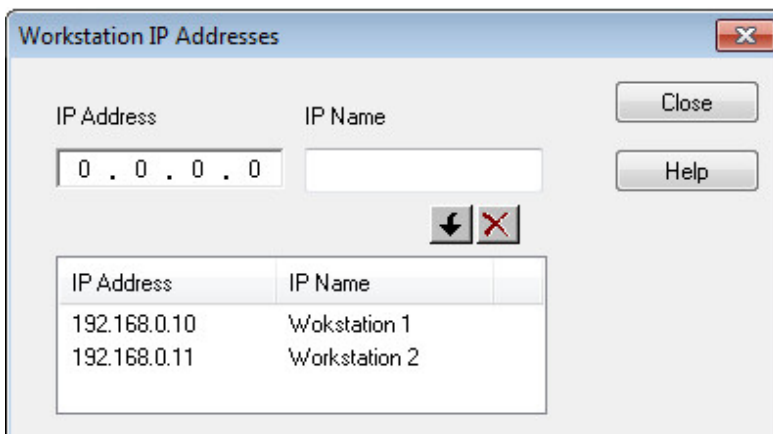 Workstation IP Addresses
IP Address IP Name Close
0 . 0 . 0 . 0 Help
IP Address IP Name
192.168.0.10 Wokstation 1
192.168.0.11 Workstation 2